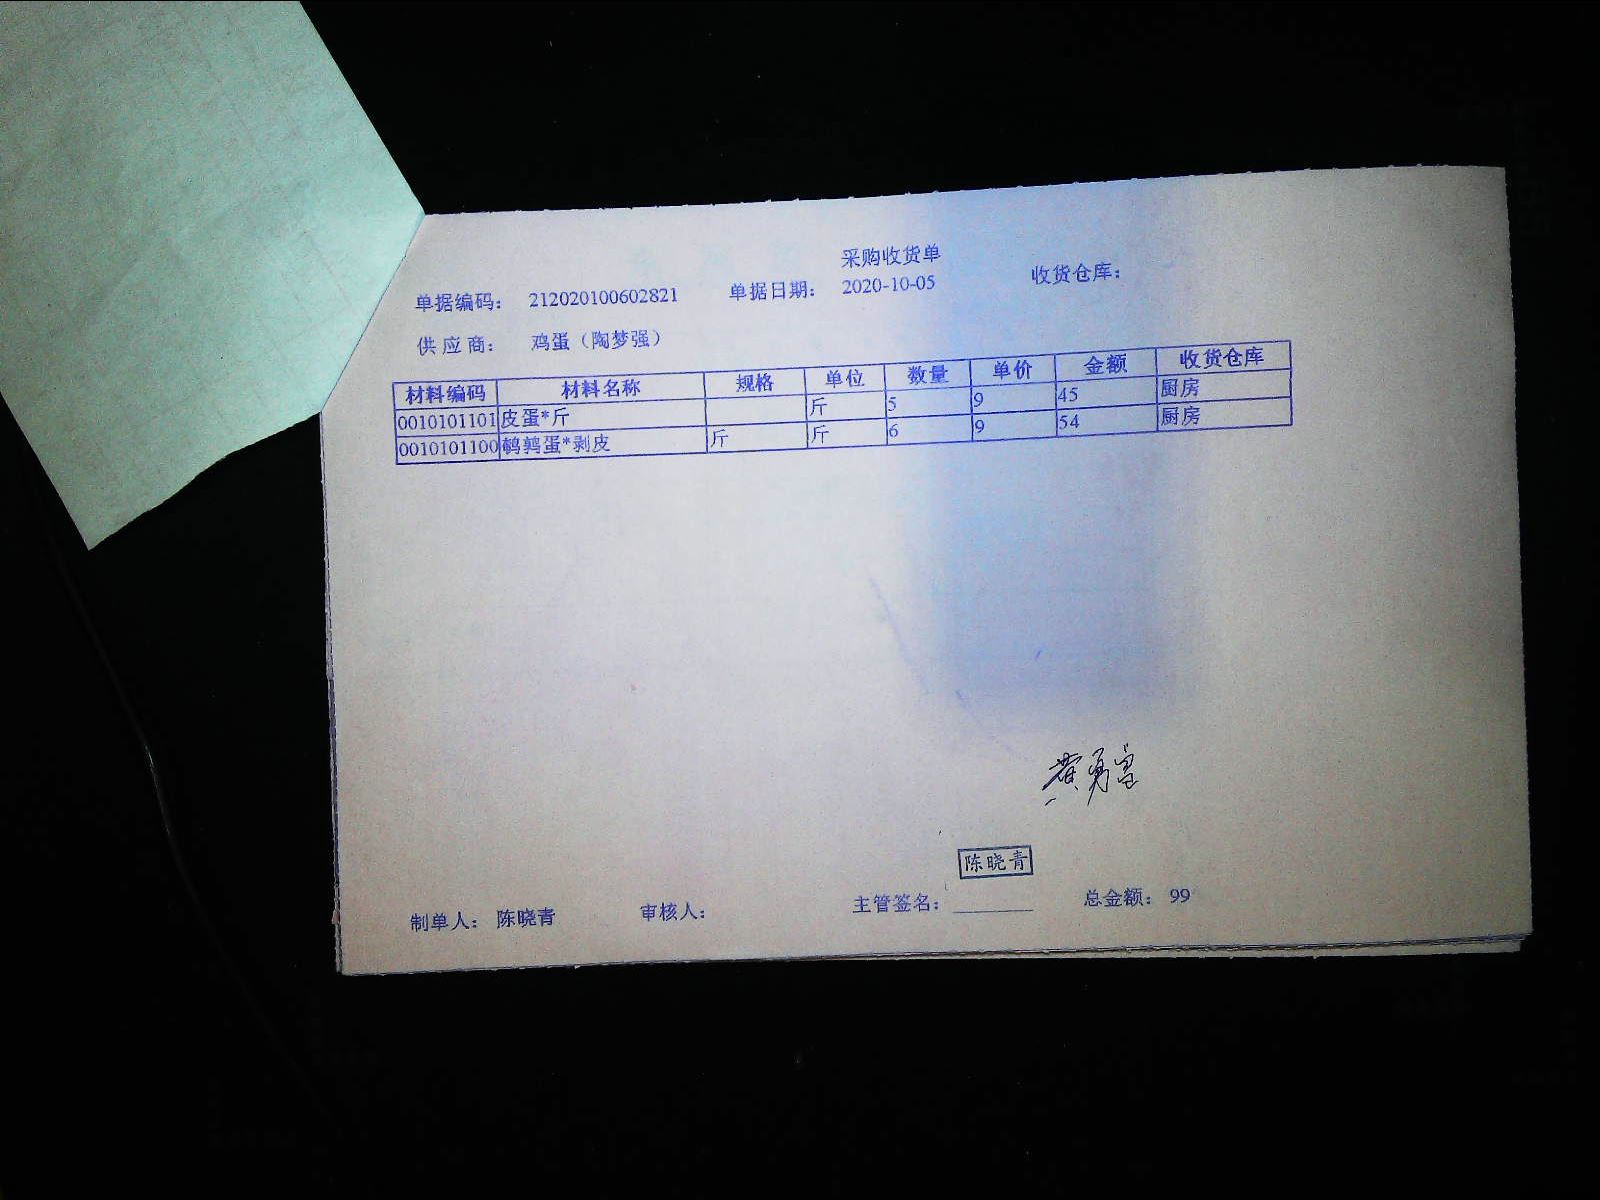 采购收货单
单据编码： 212020100602821 单据日期： 2020-10-05 收货仓库：
供应商： 鸡蛋（陶梦强）
材料编码 材料名称 规格 单位 数量 单价 金额 收货仓库
0010101101 皮蛋*斤 斤 5 9 45 厨房
0010101100 鹌鹑蛋*剥皮 斤 斤 6 9 54 厨房
陈晓青
制单人： 陈晓青 审核人： 主管签名： ________ 总金额： 99